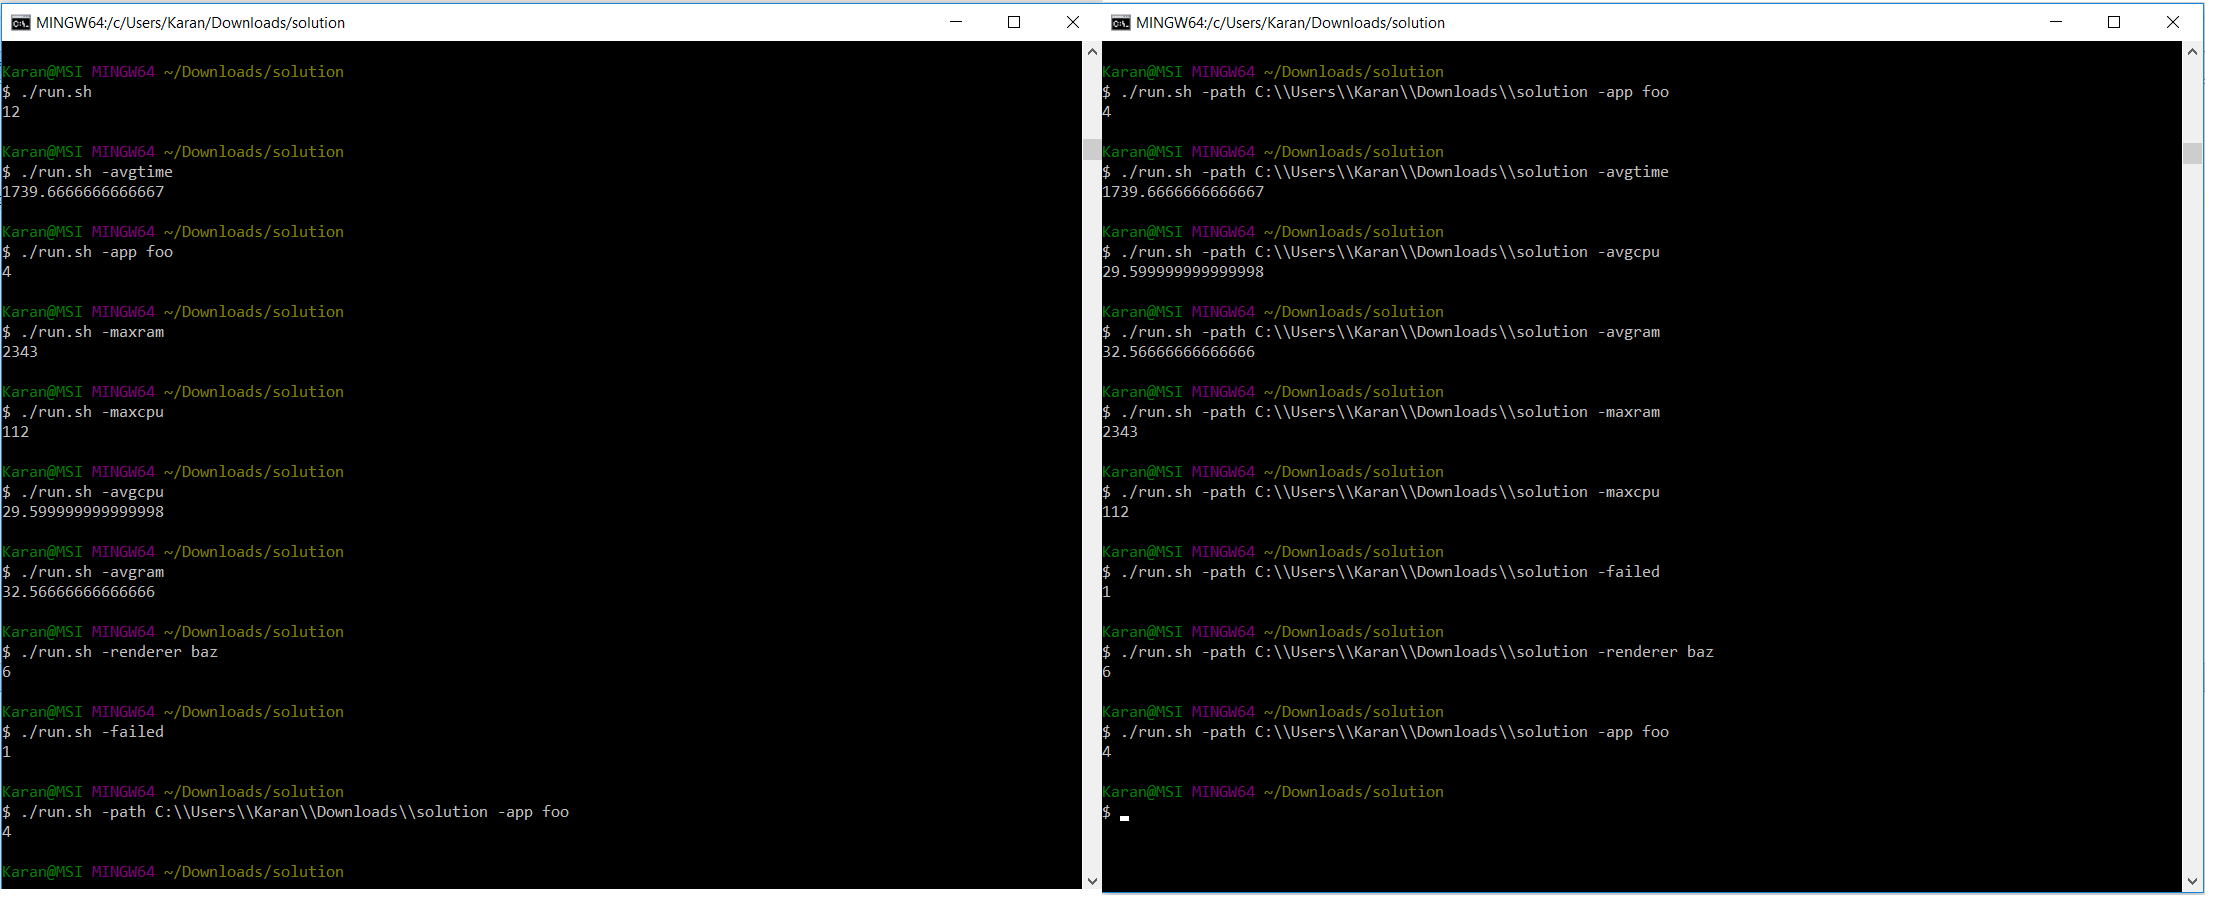 MINGW64:/c/Users/Karan/Downloads/solution
Karan@MSI MINGW64 ~/Downloads/solution
$ ./run.sh
12
Karan@MSI MINGW64 ~/Downloads/solution
$ ./run.sh -avgtime
1739.6666666666667
Karan@MSI MINGW64 ~/Downloads/solution
$ ./run.sh -app foo
4
Karan@MSI MINGW64 ~/Downloads/solution
$ ./run.sh -maxram
2343
Karan@MSI MINGW64 ~/Downloads/solution
$ ./run.sh -maxcpu
112
Karan@MSI MINGW64 ~/Downloads/solution
$ ./run.sh -avgcpu
29.599999999999998
Karan@MSI MINGW64 ~/Downloads/solution
$ ./run.sh -avgram
32.56666666666666
Karan@MSI MINGW64 ~/Downloads/solution
$ ./run.sh -renderer baz
6
Karan@MSI MINGW64 ~/Downloads/solution
$ ./run.sh -failed
1
Karan@MSI MINGW64 ~/Downloads/solution
$ ./run.sh -path C:\\Users\\Karan\\Downloads\\solution -app foo
4
Karan@MSI MINGW64 ~/Downloads/solution
MINGW64:/c/Users/Karan/Downloads/solution
Karan@MSI MINGW64 ~/Downloads/solution
$ ./run.sh -path C:\\Users\\Karan\\Downloads\\solution -app foo
4
Karan@MSI MINGW64 ~/Downloads/solution
$ ./run.sh -path C:\\Users\\Karan\\Downloads\\solution -avgtime
1739.6666666666667
Karan@MSI MINGW64 ~/Downloads/solution
$ ./run.sh -path C:\\Users\\Karan\\Downloads\\solution -avgcpu
29.599999999999998
Karan@MSI MINGW64 ~/Downloads/solution
$ ./run.sh -path C:\\Users\\Karan\\Downloads\\solution -avgram
32.56666666666666
Karan@MSI MINGW64 ~/Downloads/solution
$ ./run.sh -path C:\\Users\\Karan\\Downloads\\solution -maxram
2343
Karan@MSI MINGW64 ~/Downloads/solution
$ ./run.sh -path C:\\Users\\Karan\\Downloads\\solution -maxcpu
112
Karan@MSI MINGW64 ~/Downloads/solution
$ ./run.sh -path C:\\Users\\Karan\\Downloads\\solution -failed
1
Karan@MSI MINGW64 ~/Downloads/solution
$ ./run.sh -path C:\\Users\\Karan\\Downloads\\solution -renderer baz
6
Karan@MSI MINGW64 ~/Downloads/solution
$ ./run.sh -path C:\\Users\\Karan\\Downloads\\solution -app foo
4
Karan@MSI MINGW64 ~/Downloads/solution
$